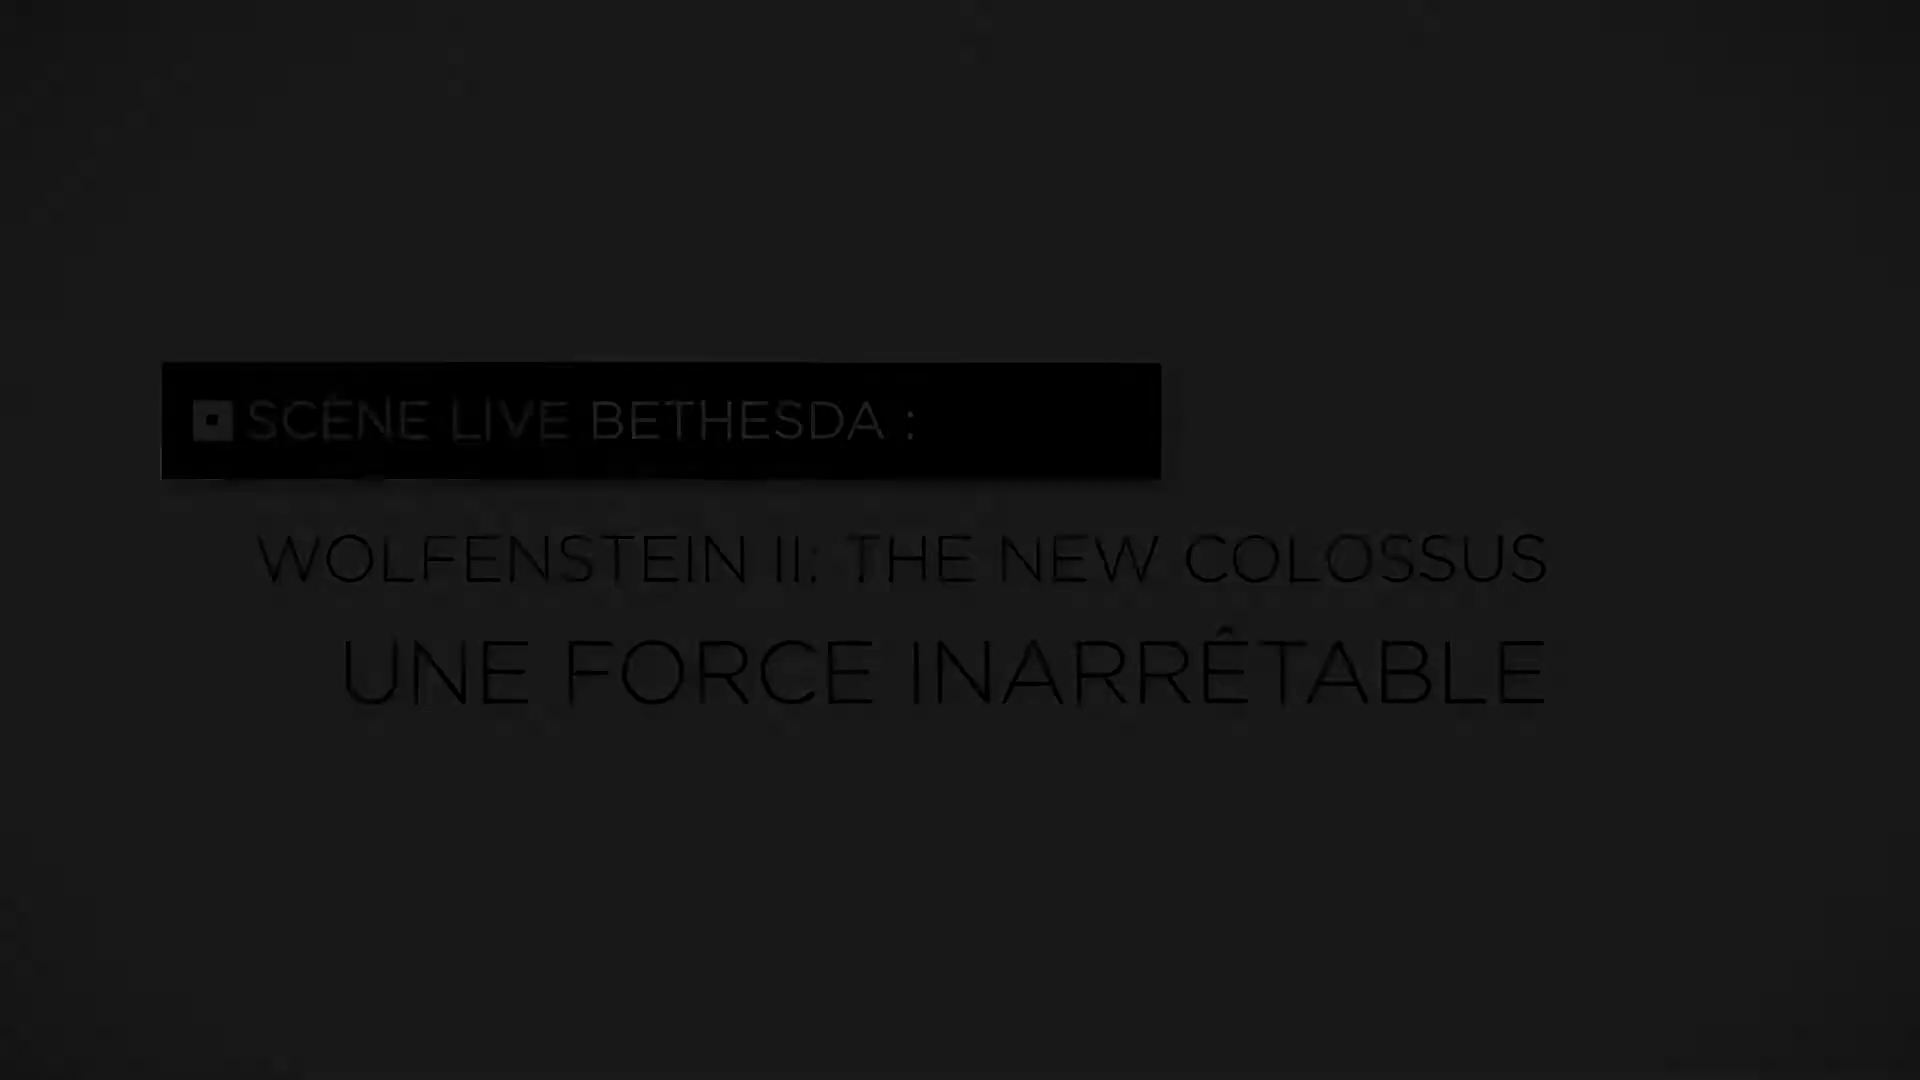 SCÈNE LIVE BETHESDA :
WOLFENSTEIN II: THE NEW COLOSSUS
UNE FORCE INARRÊTABLE